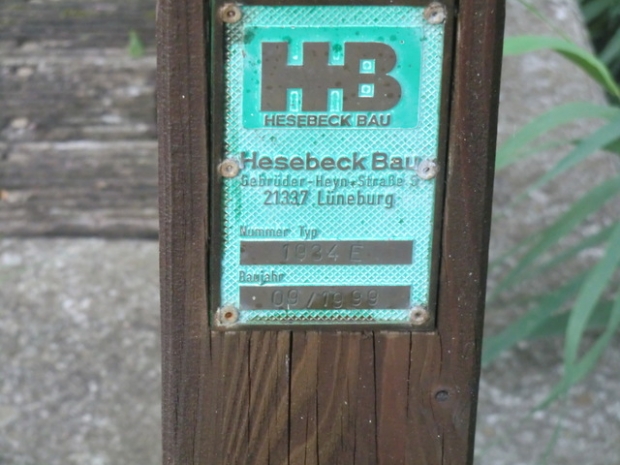 HB
HESEBECK BAU
Hesebeck Bau
Gebrüder-Heyn-Straße 9
21337 Lüneburg
Nummer Typ
1934 E
Baujahr
09/1999